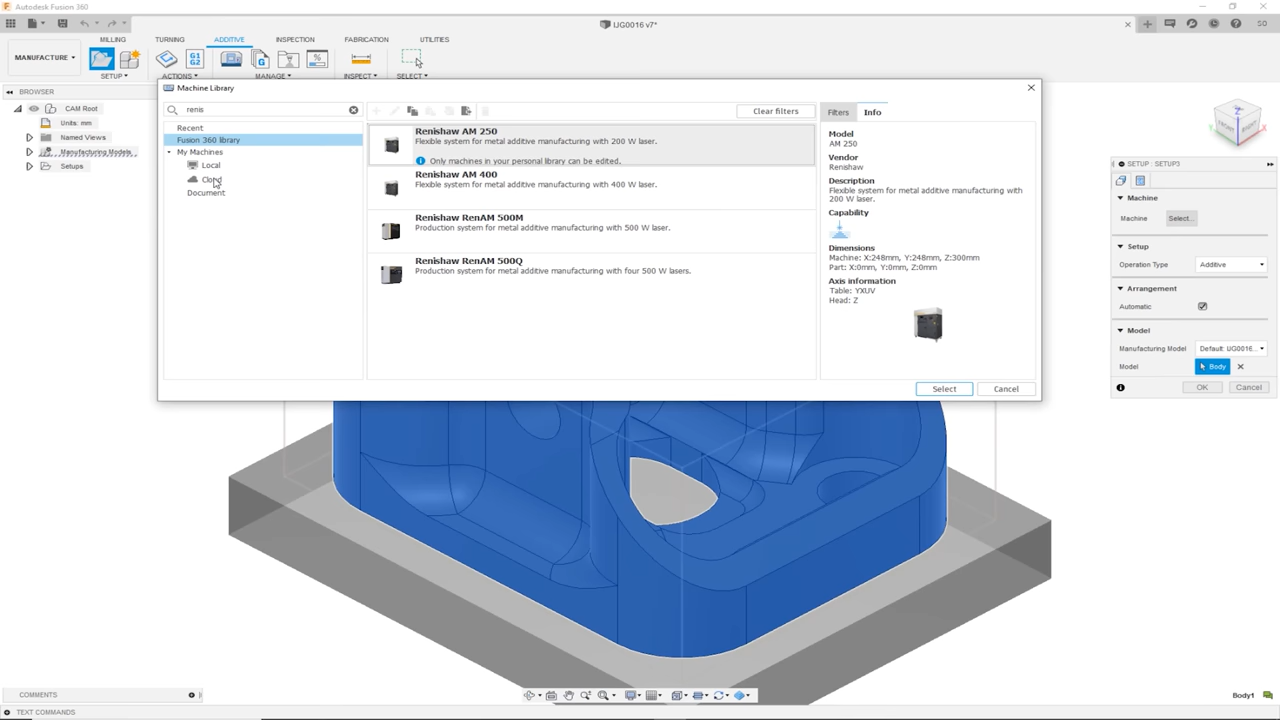 Autodesk Fusion 360
IJG0016 v7*
SO
MANUFACTURE
MILLING
TURNING
ADDITIVE
INSPECTION
FABRICATION
UTILITIES
G1
G2
%
SETUP
ACTIONS
MANAGE
INSPECT
SELECT
BROWSER
CAM Root
Units: mm
Named Views
Manufacturing Models
Setups
Machine Library
renis
Recent
Fusion 360 library
My Machines
Local
Cloud
Document
Clear filters
Renishaw AM 250
Flexible system for metal additive manufacturing with 200 W laser.
Only machines in your personal library can be edited.
Renishaw AM 400
Flexible system for metal additive manufacturing with 400 W laser.
Renishaw RenAM 500M
Production system for metal additive manufacturing with 500 W laser.
Renishaw RenAM 500Q
Production system for metal additive manufacturing with four 500 W lasers.
Filters
Info
Model
AM 250
Vendor
Renishaw
Description
Flexible system for metal additive manufacturing with
200 W laser.
Capability
Dimensions
Machine: X:248mm, Y:248mm, Z:300mm
Part: X:0mm, Y:0mm, Z:0mm
Axis information
Table: YXUV
Head: Z
Select
Cancel
Z
FRONT
RIGHT
SETUP : SETUP3
Machine
Machine
Select...
Setup
Operation Type
Additive
Arrangement
Automatic
Model
Manufacturing Model
Default: IJG0016...
Model
Body
OK
Cancel
COMMENTS
Body1
TEXT COMMANDS